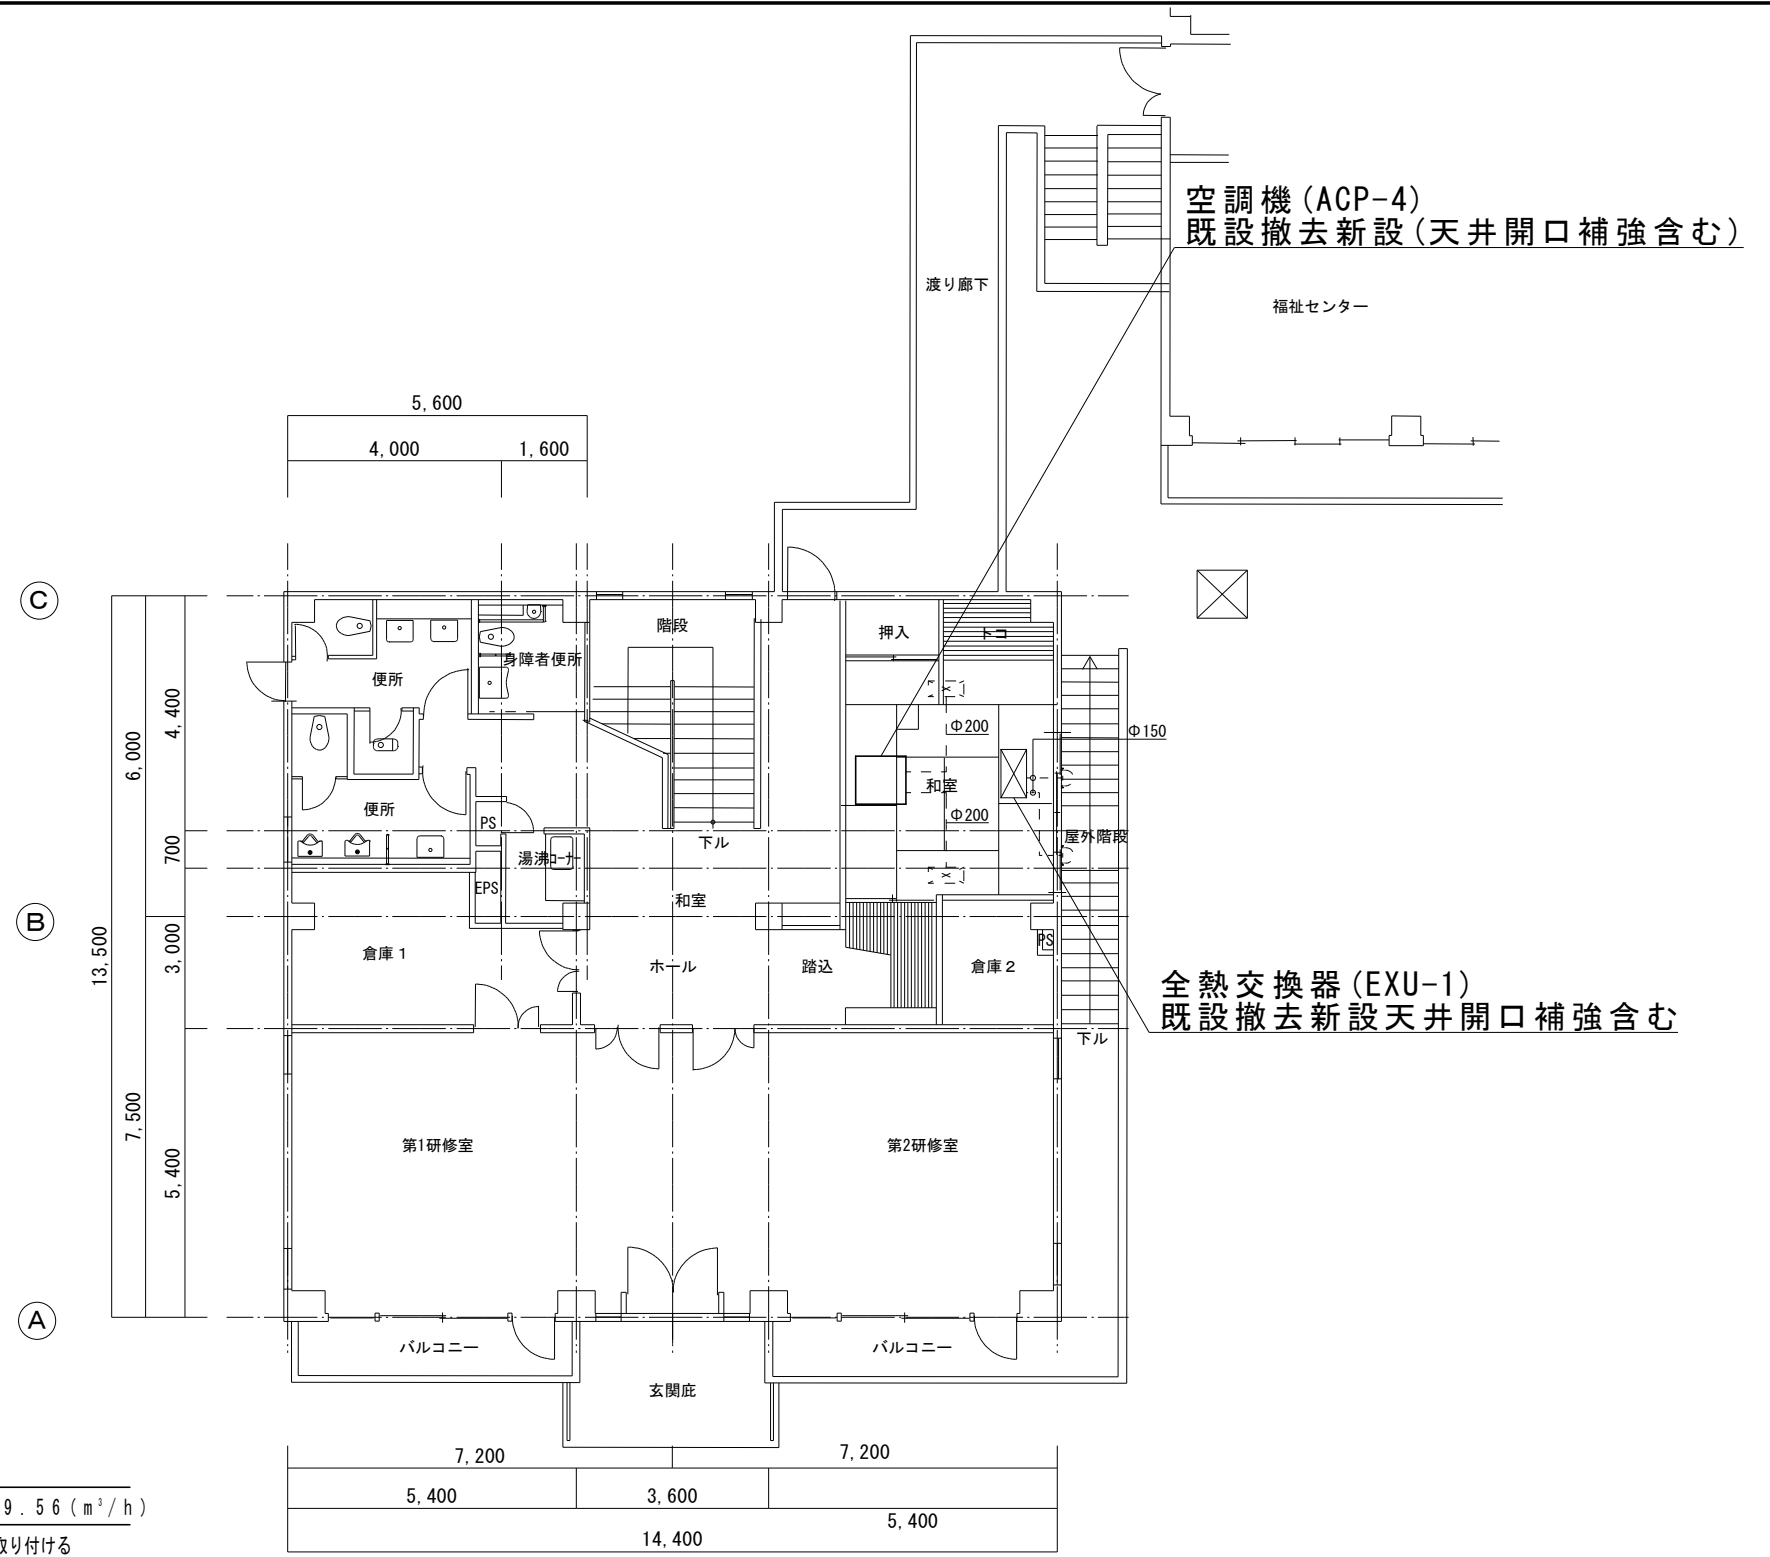 空調機(ACP-4)
既設撤去新設(天井開口補強含む)
渡り廊下
福祉センター
5,600
4,000
1,600
C
階段
押入
トコ
身障者便所
便所
4,400
6,000
Φ200
Φ150
和室
便所
PS
Φ200
700
下ル
湯沸コーナー
屋外階段
EPS
和室
B
13,500
3,000
倉庫1
ホール
踏込
倉庫2
PS
全熱交換器(EXU-1)
既設撤去新設天井開口補強含む
下ル
7,500
5,400
第1研修室
第2研修室
A
バルコニー
バルコニー
玄関庇
7,200
7,200
5,400
3,600
5,400
14,400
9.56(m³/h)
取り付ける